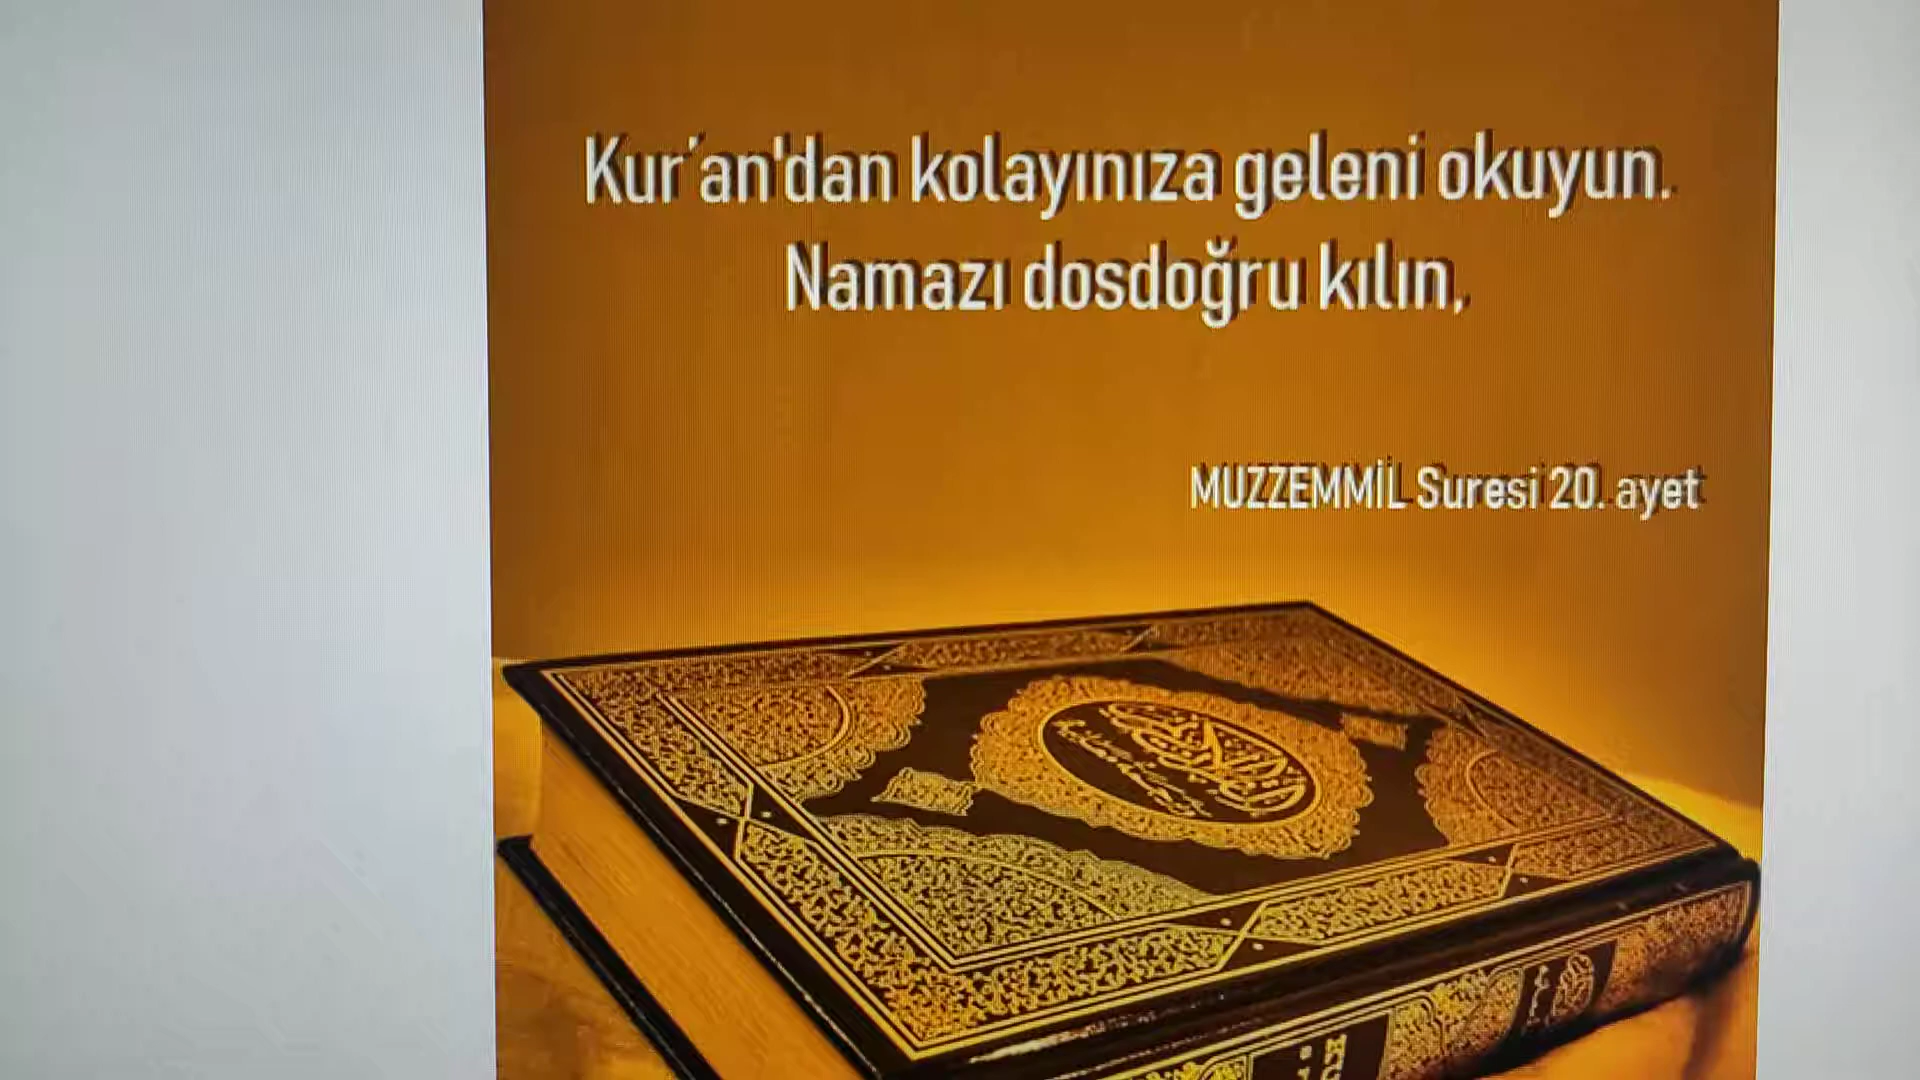 Kur´an'dan kolayınıza geleni okuyun.
Namazı dosdoğru kılın,
MUZZEMMİL Suresi 20. ayet